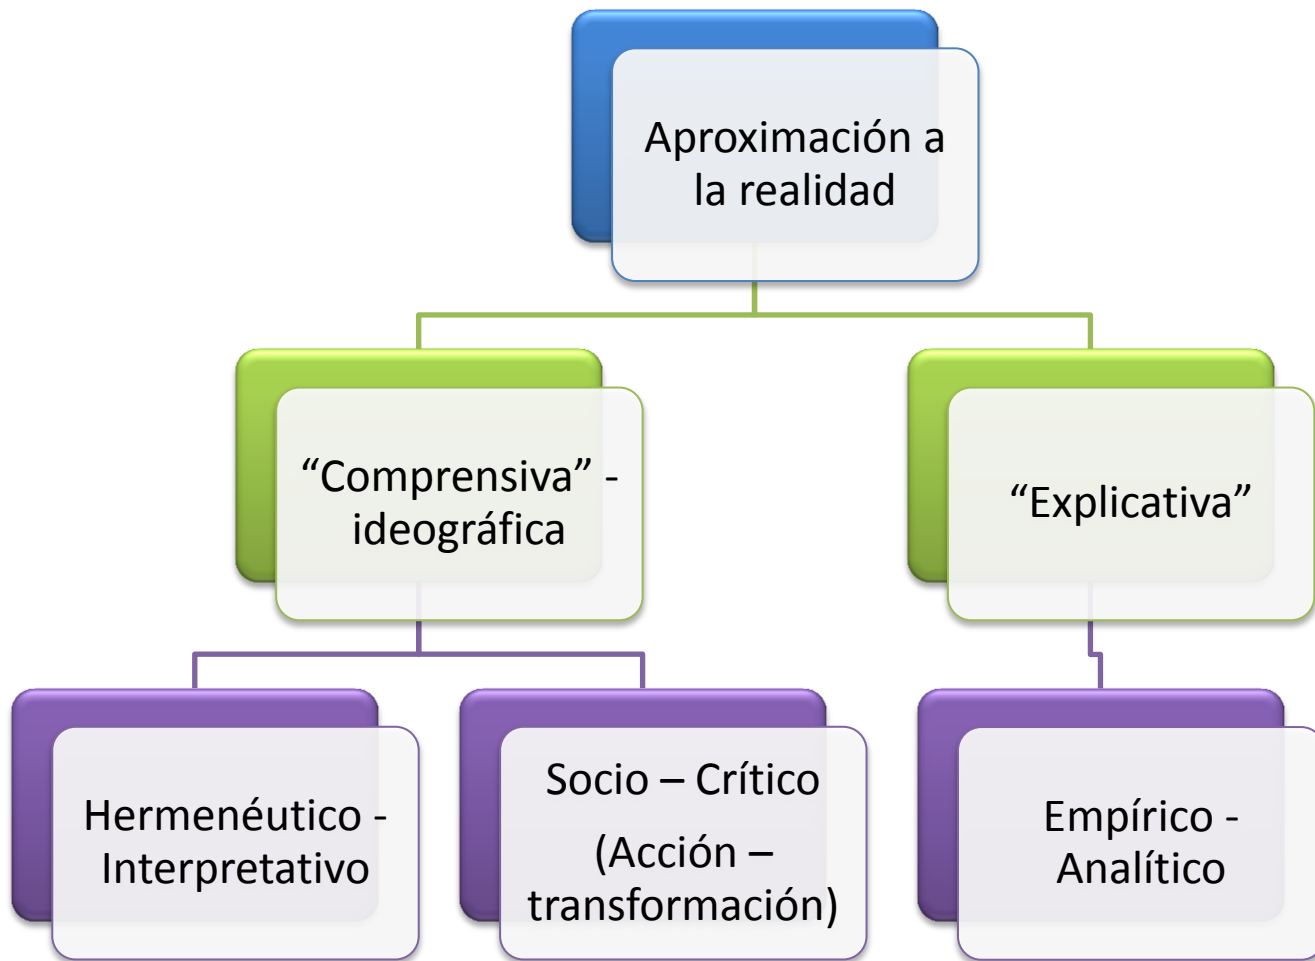 Aproximación a
la realidad
“Comprensiva” -
ideográfica
“Explicativa”
Hermenéutico -
Interpretativo
Socio – Crítico
(Acción –
transformación)
Empírico -
Analítico